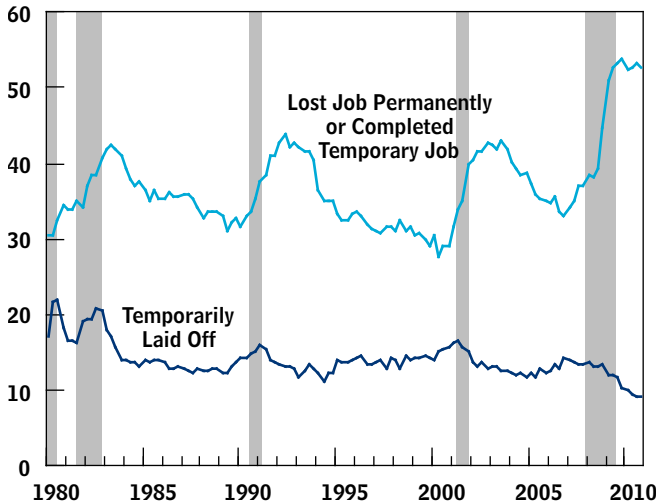 60
50
Lost Job Permanently
or Completed
Temporary Job
40
30
20
Temporarily
Laid Off
10
0
1980 1985 1990 1995 2000 2005 2010